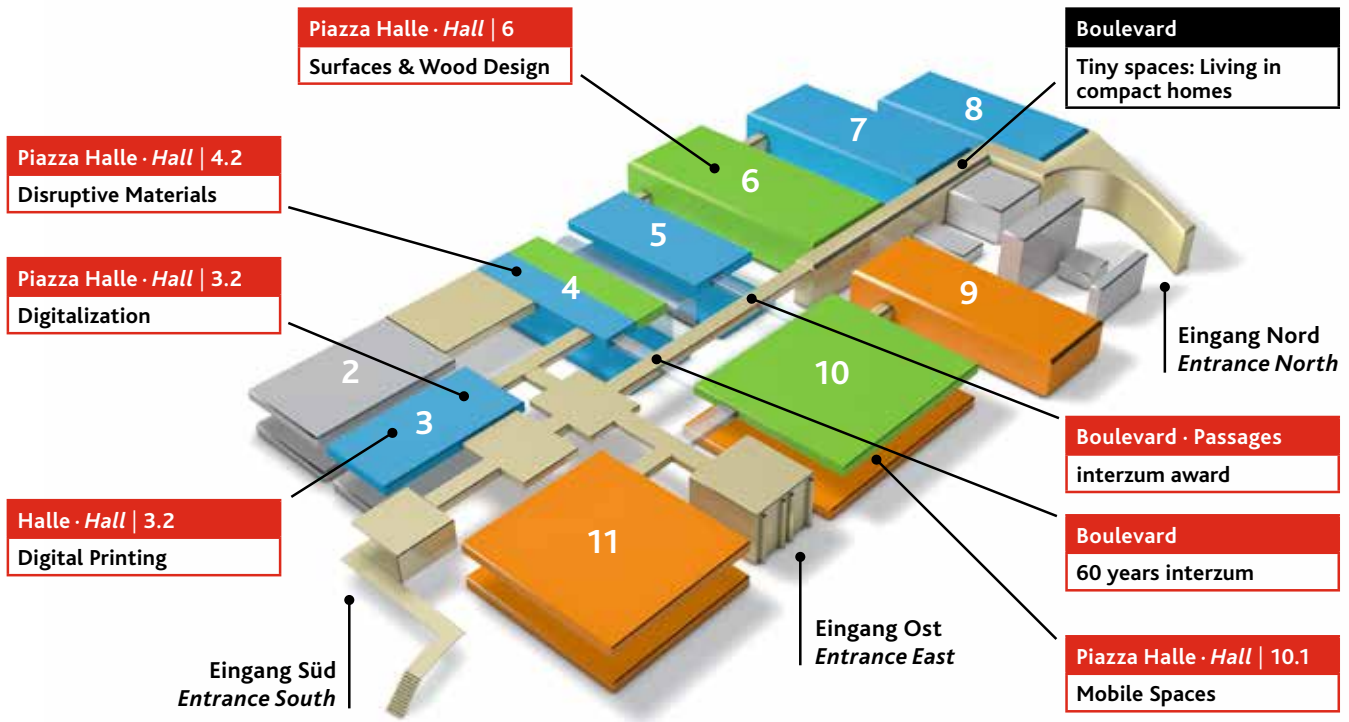 Piazza Halle · Hall | 6
Surfaces & Wood Design
Boulevard
Tiny spaces: Living in
compact homes
Piazza Halle · Hall | 4.2
Disruptive Materials
Piazza Halle · Hall | 3.2
Digitalization
Halle · Hall | 3.2
Digital Printing
8
7
6
5
4
9
2
10
3
11
Eingang Nord
Entrance North
Boulevard · Passages
interzum award
Boulevard
60 years interzum
Piazza Halle · Hall | 10.1
Mobile Spaces
Eingang Ost
Entrance East
Eingang Süd
Entrance South